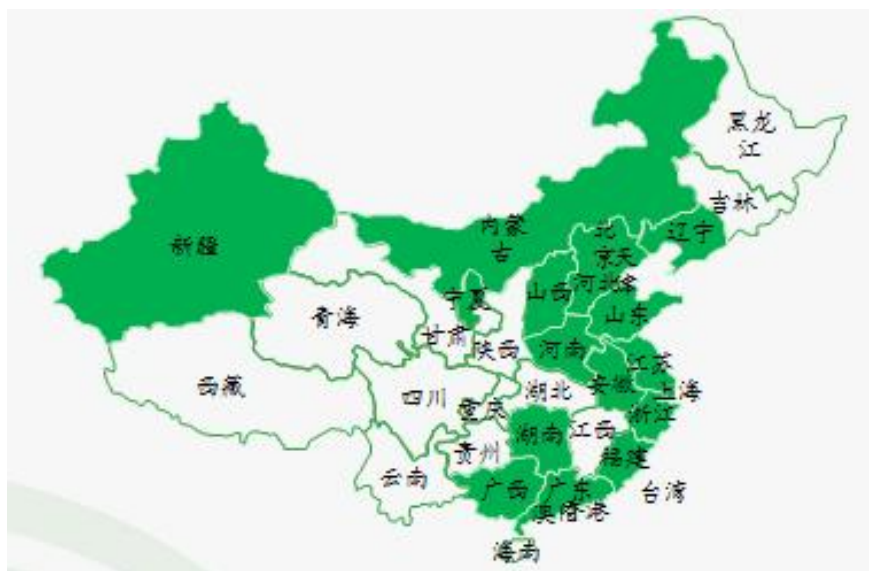 黑龙
江
吉林
辽宁
内蒙
古
北
京天
津
河北
新疆
宁夏
山西
山东
青海
甘肃
陕西
河南
江苏
安徽
上海
西藏
四川
重庆
湖北
浙江
湖南
江西
贵州
福建
云南
广西
广东
台湾
澳
港
海南